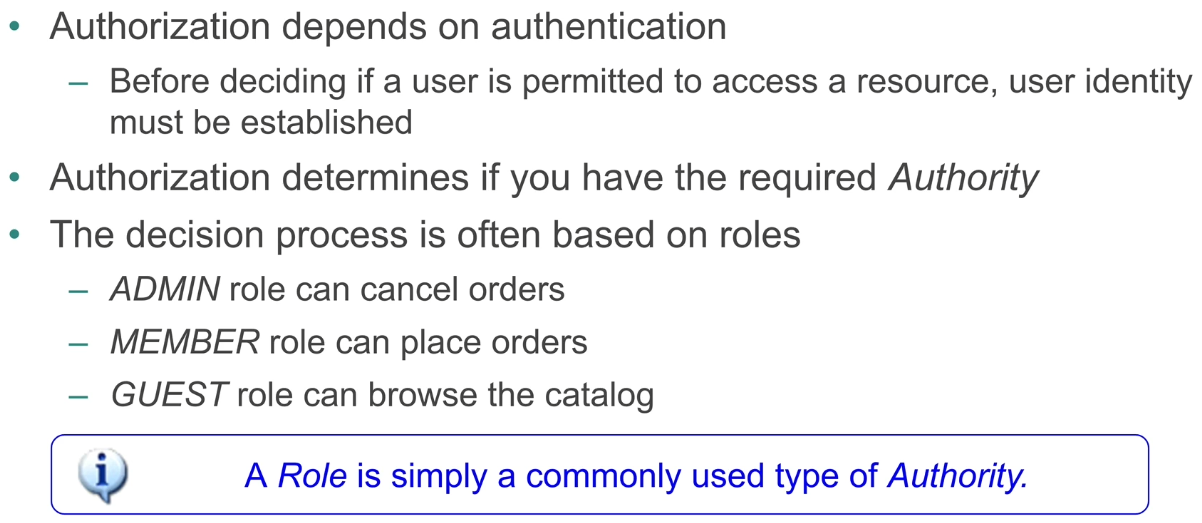 • Authorization depends on authentication
– Before deciding if a user is permitted to access a resource, user identity
must be established
• Authorization determines if you have the required Authority
• The decision process is often based on roles
– ADMIN role can cancel orders
– MEMBER role can place orders
– GUEST role can browse the catalog
A Role is simply a commonly used type of Authority.